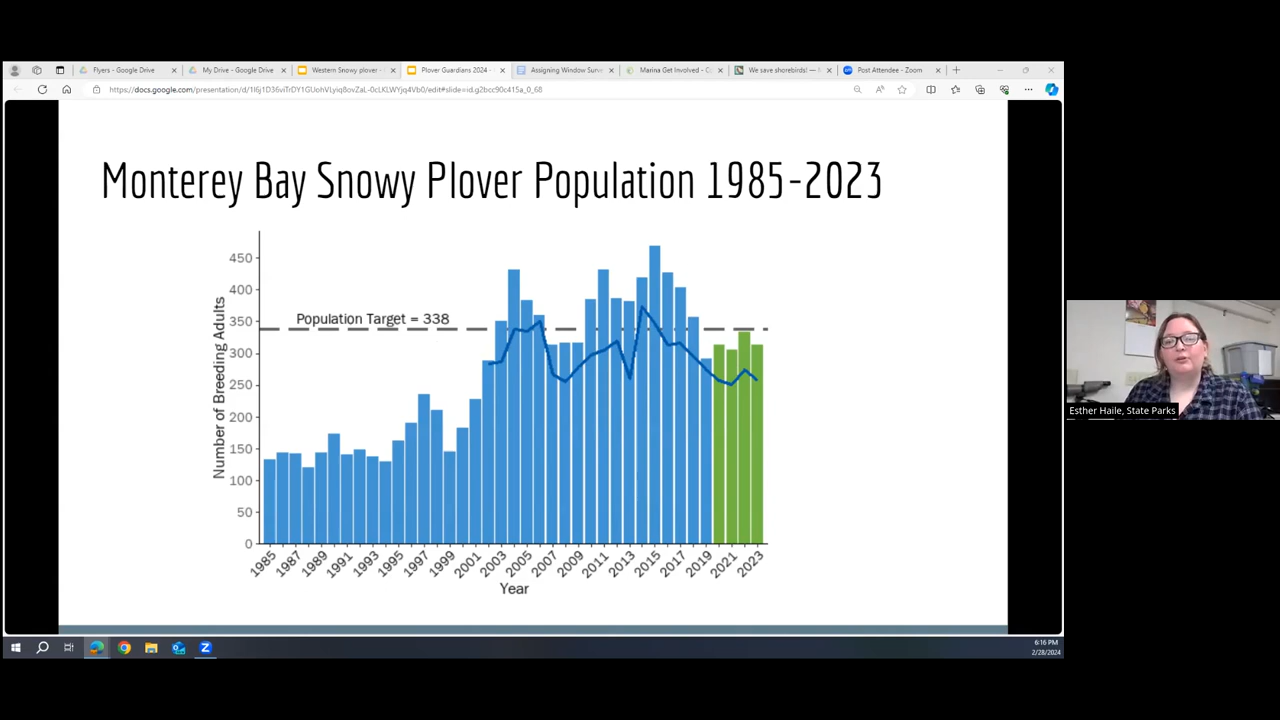 Flyers - Google Drive
My Drive - Google Drive
Western Snowy plover -
Plover Guardians 2024 -
Assigning Window Surv
Marina Get Involved - Op
We save shorebirds! —
Post Attendee - Zoom
Monterey Bay Snowy Plover Population 1985-2023
Number of Breeding Adults
450
400
350
300
250
200
150
100
50
0
Population Target = 338
1985
1987
1989
1991
1993
1995
1997
1999
2001
2003
2005
2007
2009
2011
2013
2015
2017
2019
2021
2023
Year
Esther Haile, State Parks
6:16 PM
2/28/2024